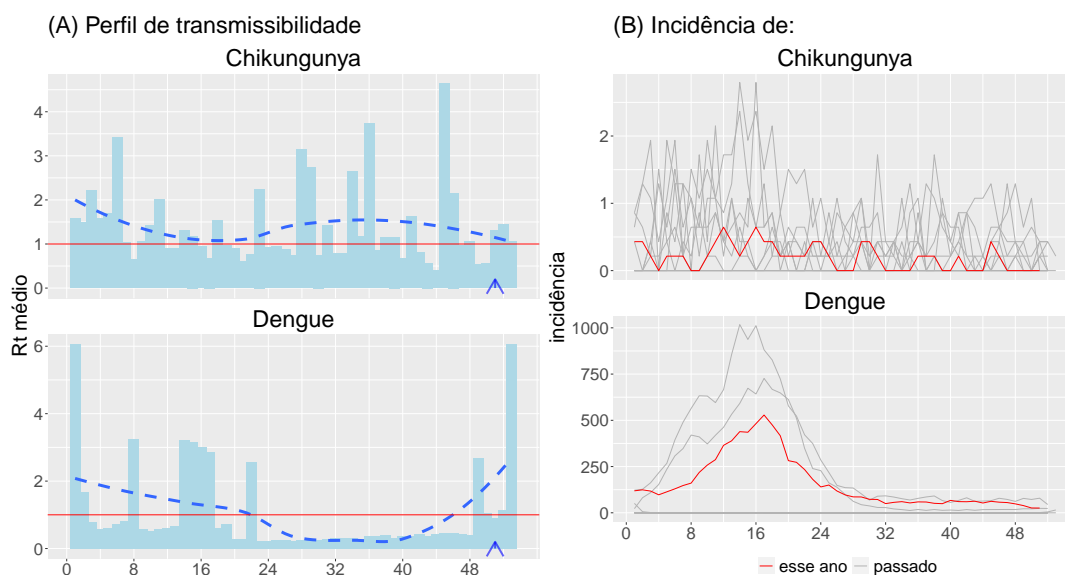 (A) Perfil de transmissibilidade
Chikungunya
4
3
2
1
0
Dengue
6
4
2
0
Rt médio
0 8 16 24 32 40 48
(B) Incidência de:
Chikungunya
2
1
0
Dengue
1000
750
500
250
0
incidência
0 8 16 24 32 40 48
esse ano passado